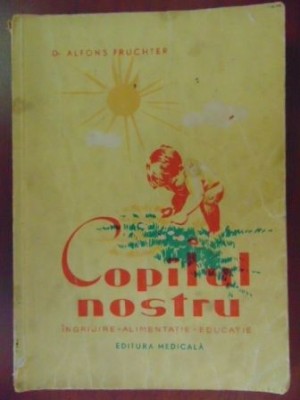 Dr ALFONS FRUCHTER
Copilul
nostru
ÎNGRIJIRE-ALIMENTAȚIE-EDUCAȚIE
EDITURA MEDICALĂ